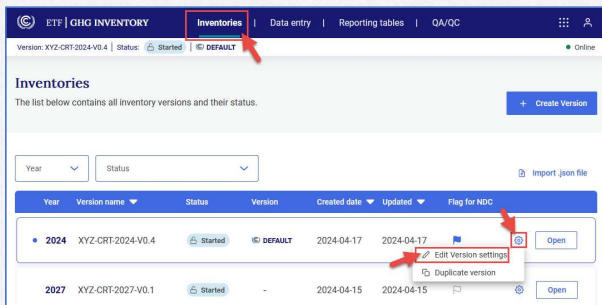 ETF | GHG INVENTORY Inventories | Data entry | Reporting tables | QA/QC
Version: XYZ-CRT-2024-V0.4 | Status: Started | DEFAULT Online
Inventories
The list below contains all inventory versions and their status.
+ Create Version
Year Status Import .json file
Year Version name Status Version Created date Updated Flag for NDC
2024 XYZ-CRT-2024-V0.4 Started DEFAULT 2024-04-17 2024-04-17 Open
Edit Version settings
Duplicate version
2027 XYZ-CRT-2027-V0.1 Started - 2024-04-15 2024-04-15 Open